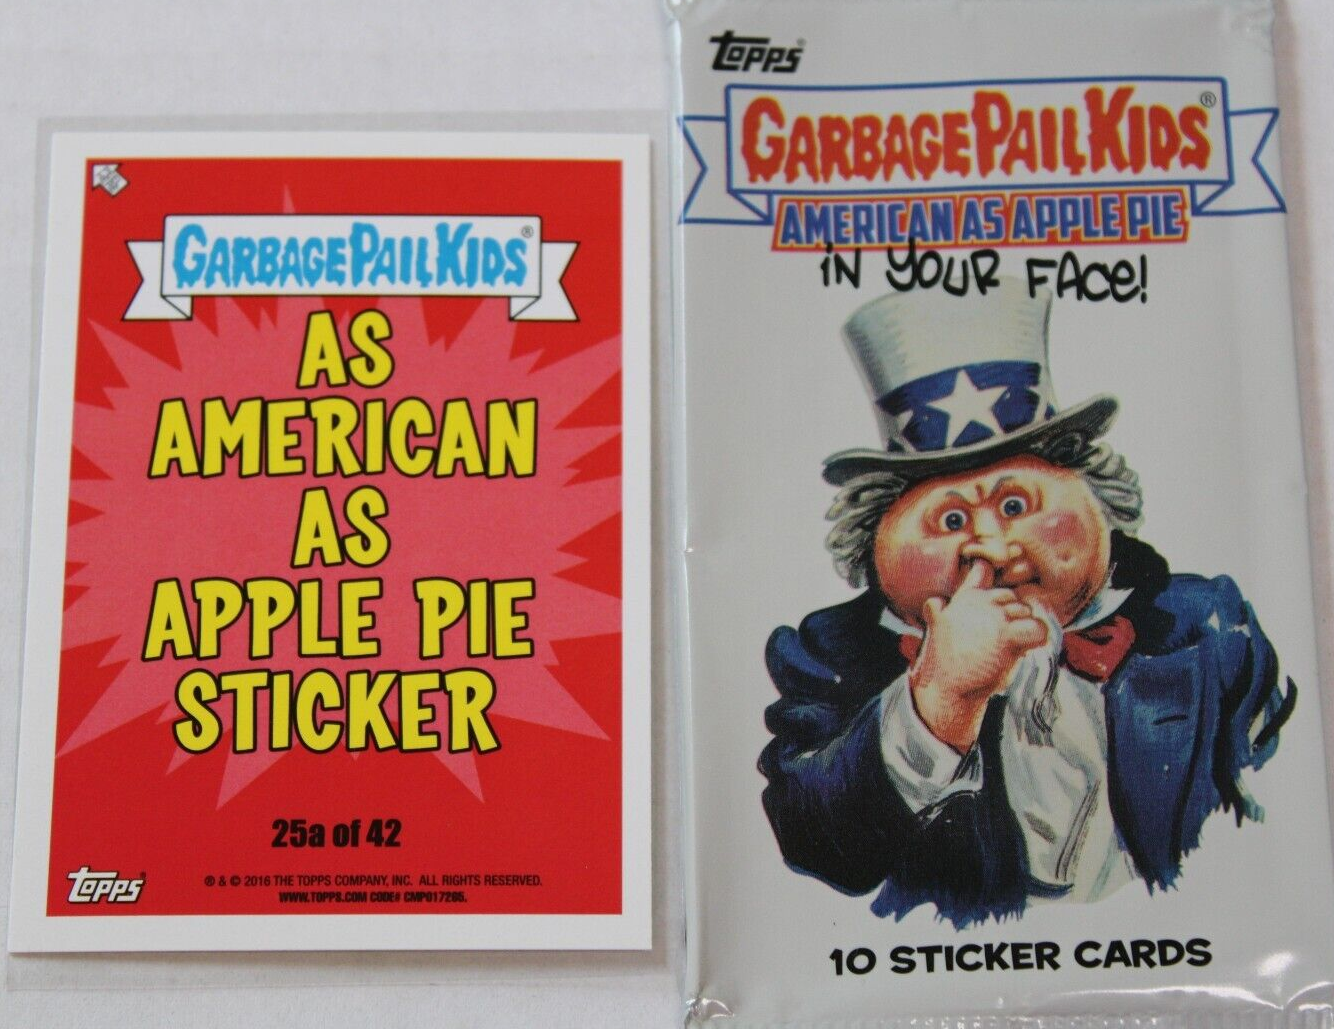 GARBAGE PAIL KIDS®
AS
AMERICAN
AS
APPLE PIE
STICKER
25a of 42
topps®
® & © 2016 THE TOPPS COMPANY, INC. ALL RIGHTS RESERVED.
WWW.TOPPS.COM CODE# CMP017265.
topps®
GARBAGE PAIL KIDS®
AMERICAN AS APPLE PIE
iN YOUR FACe!
10 STICKER CARDS